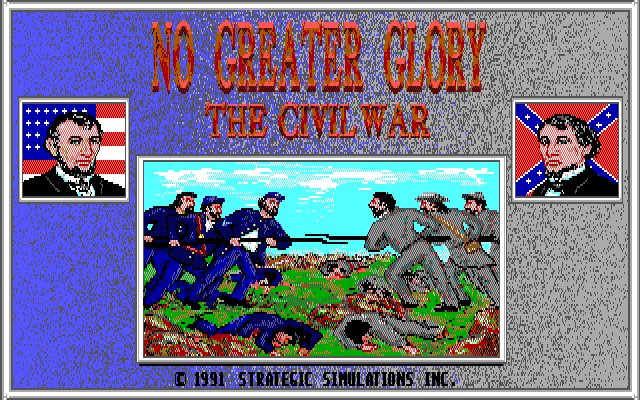 NO GREATER GLORY
THE CIVIL WAR
© 1991 STRATEGIC SIMULATIONS INC.